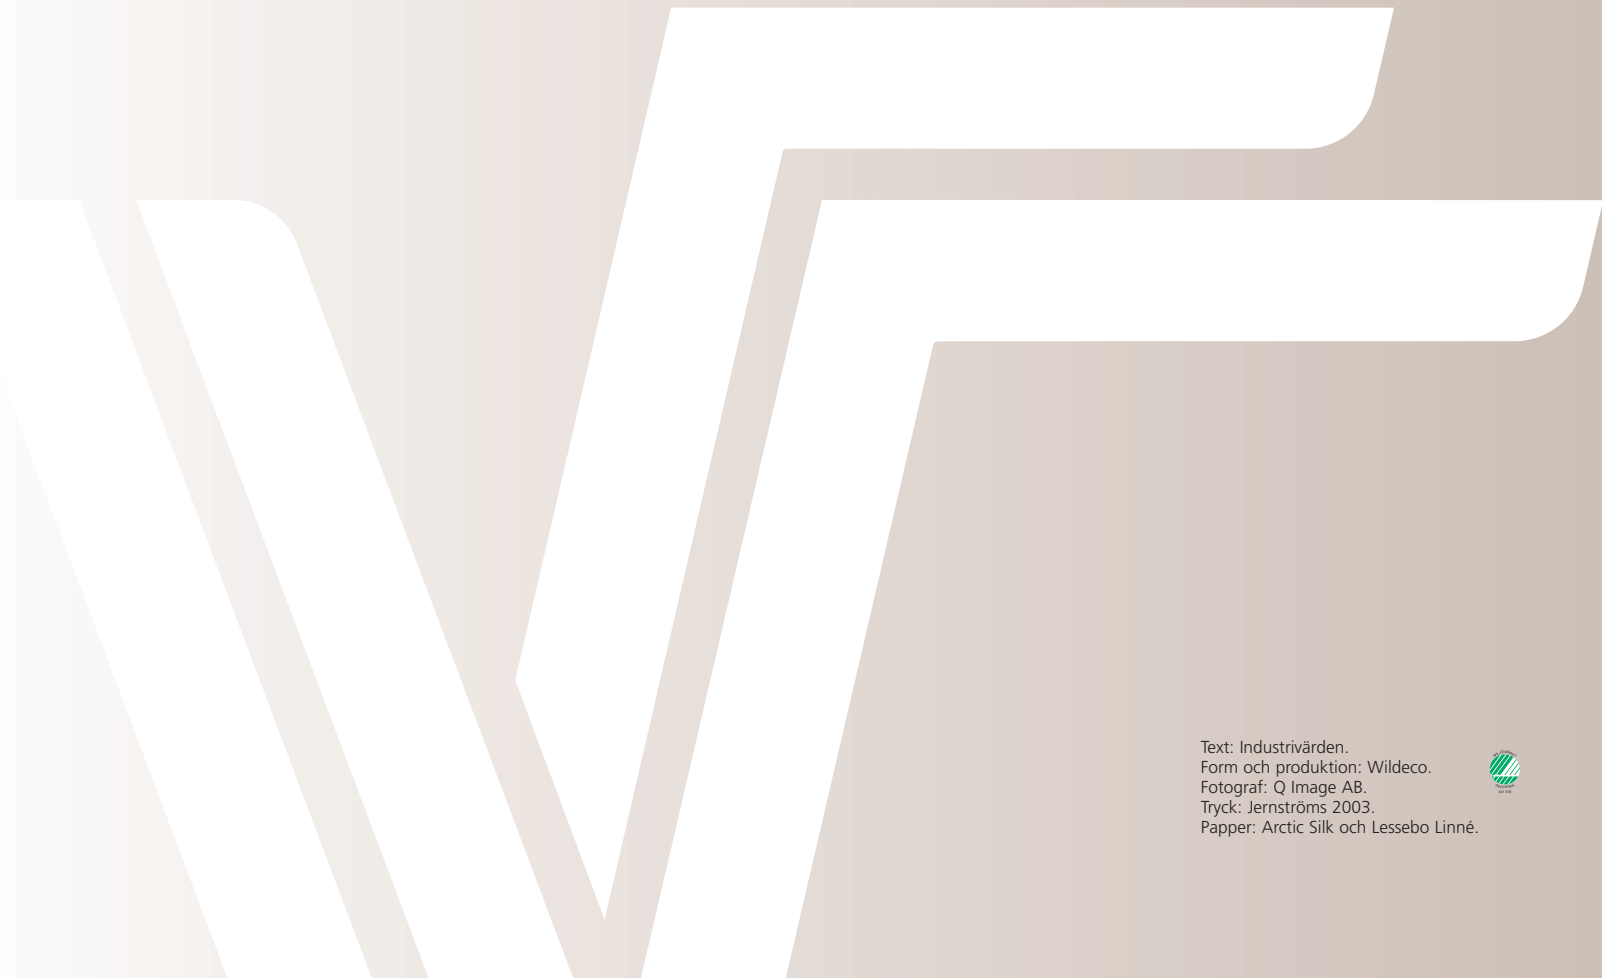 Text: Industrivärden.
Form och produktion: Wildeco.
Fotograf: Q Image AB.
Tryck: Jernströms 2003.
Papper: Arctic Silk och Lessebo Linné.